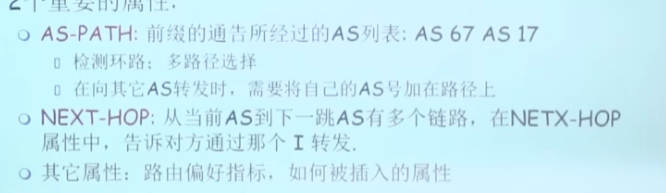 2个重要的属性:
AS-PATH: 前缀的通告所经过的AS列表: AS 67 AS 17
检测环路；多路径选择
在向其它AS转发时，需要将自己的AS号加在路径上
NEXT-HOP: 从当前AS到下一跳AS有多个链路，在NETX-HOP
属性中，告诉对方通过那个 I 转发.
其它属性：路由偏好指标，如何被插入的属性